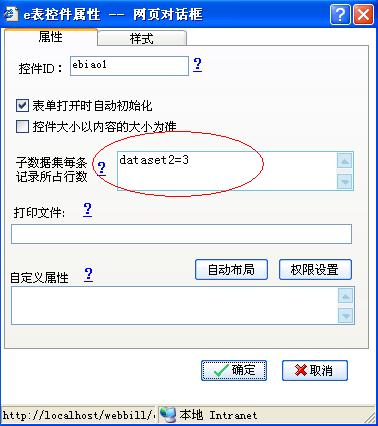 e表控件属性 -- 网页对话框
属性 样式
控件ID： ebiao1 ?
表单打开时自动初始化
控件大小以内容的大小为准
子数据集每条
记录所占行数 ? dataset2=3
打印文件: ?
自动布局 权限设置
自定义属性 ?
确定 取消
http://localhost/webbill/ 本地 Intranet